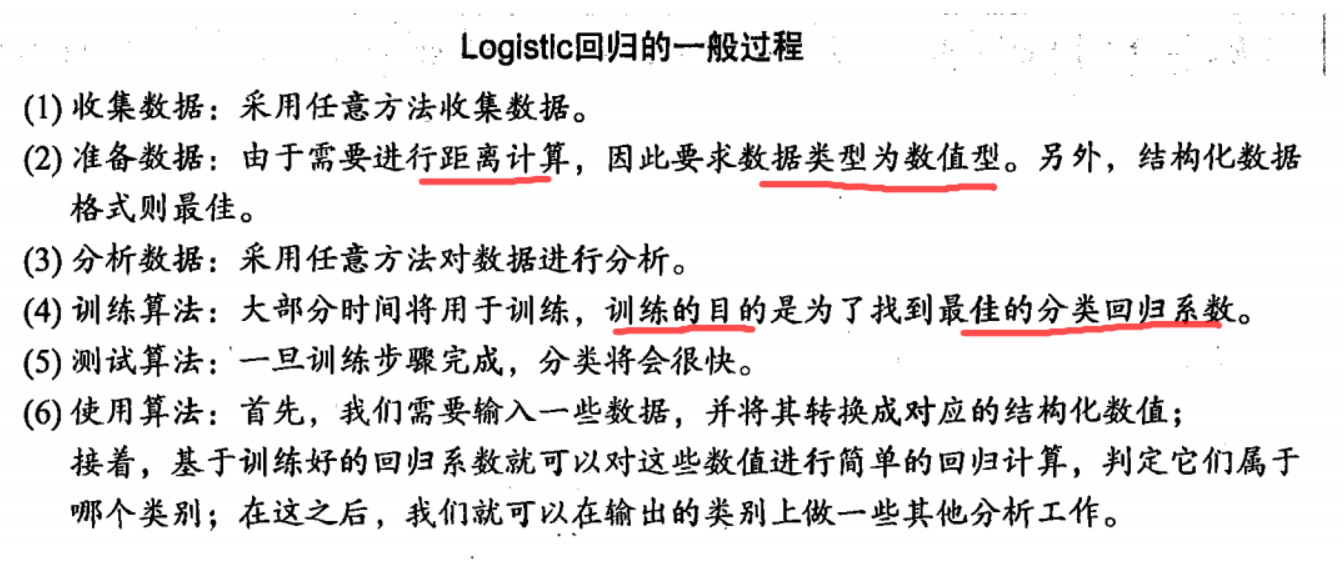 Logistic回归的一般过程
(1) 收集数据：采用任意方法收集数据。
(2) 准备数据：由于需要进行距离计算，因此要求数据类型为数值型。另外，结构化数据
格式则最佳。
(3) 分析数据：采用任意方法对数据进行分析。
(4) 训练算法：大部分时间将用于训练，训练的目的是为了找到最佳的分类回归系数。
(5) 测试算法：一旦训练步骤完成，分类将会很快。
(6) 使用算法：首先，我们需要输入一些数据，并将其转换成对应的结构化数值；
接着，基于训练好的回归系数就可以对这些数值进行简单的回归计算，判定它们属于
哪个类别；在这之后，我们就可以在输出的类别上做一些其他分析工作。